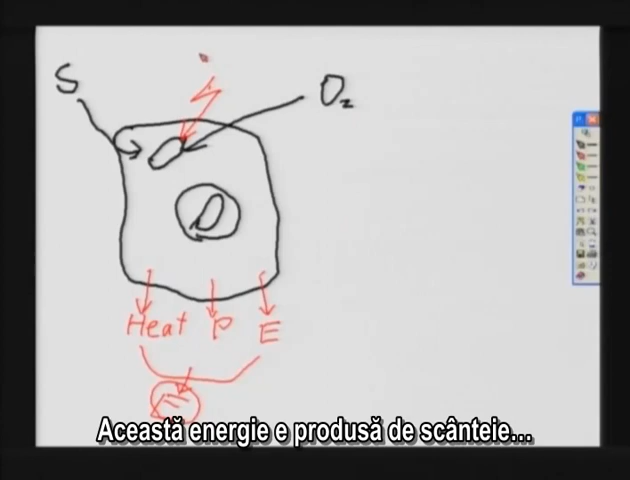 S
O₂
D
Heat P E
E
Această energie e produsă de scânteie...